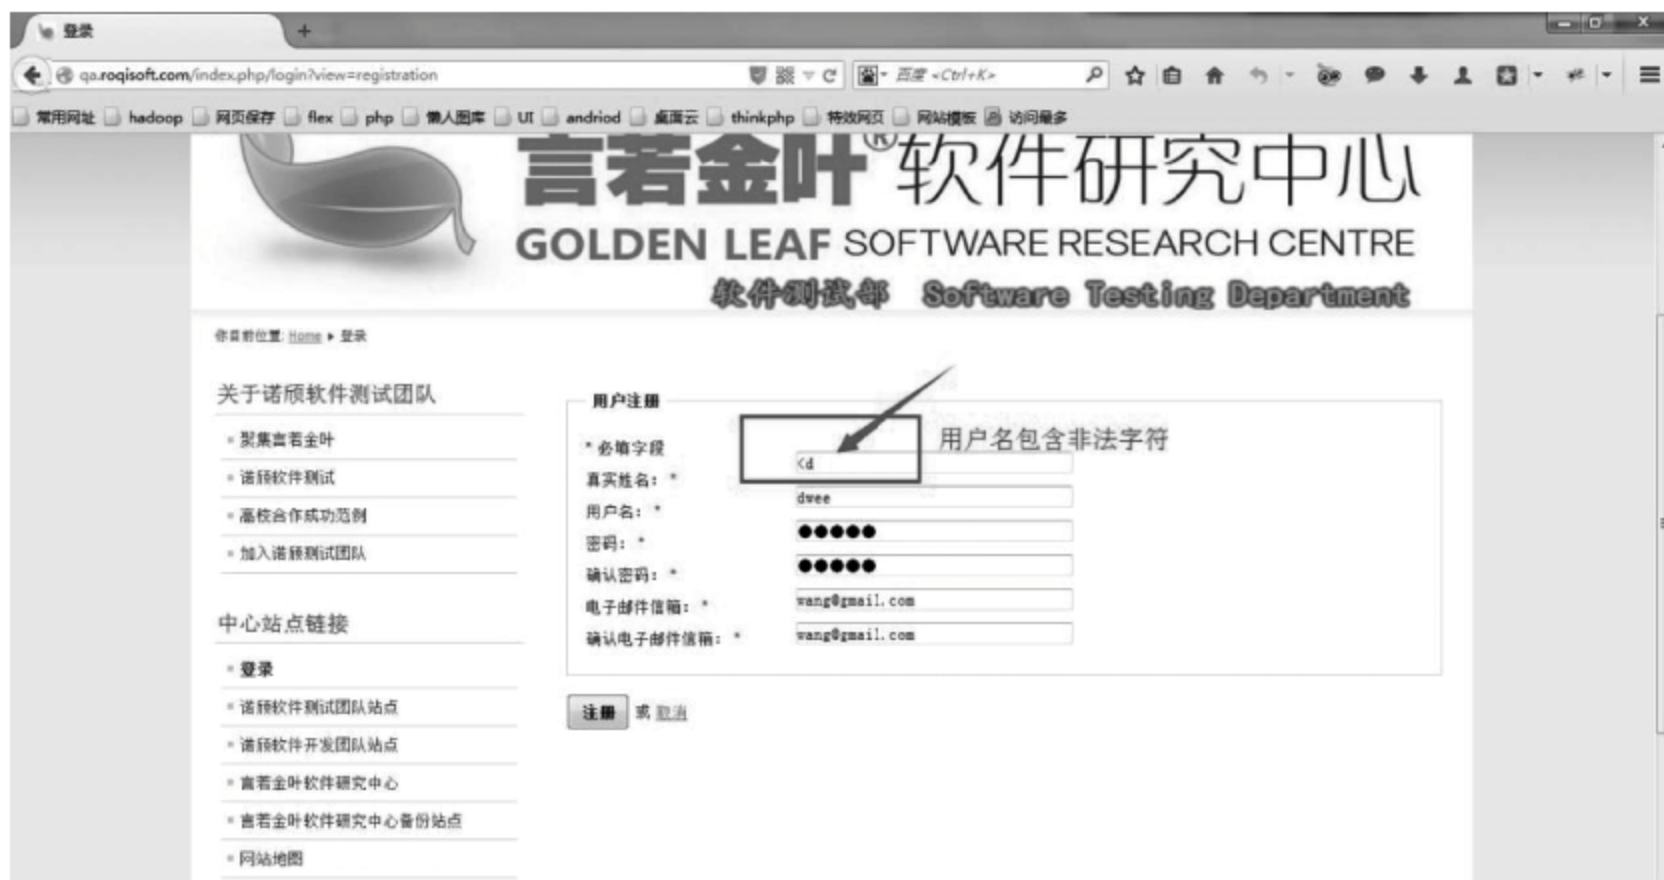 登录
qa.roqisoft.com/index.php/login?view=registration
百度 <Ctrl+K>
常用网址 hadoop 网页保存 flex php 懒人图库 UI andriod 桌面云 thinkphp 特效网页 网站模板 访问最多
言若金叶®软件研究中心
GOLDEN LEAF SOFTWARE RESEARCH CENTRE
软件测试部 Software Testing Department
你目前位置: Home 登录
关于诺颀软件测试团队
聚集言若金叶
诺颀软件测试
高校合作成功范例
加入诺颀测试团队
中心站点链接
登录
诺颀软件测试团队站点
诺颀软件开发团队站点
言若金叶软件研究中心
言若金叶软件研究中心备份站点
网站地图
用户注册
用户名包含非法字符
* 必填字段
真实姓名: * <d
用户名: * dwee
密码: * ●●●●●
确认密码: * ●●●●●
电子邮件信箱: * wang@gmail.com
确认电子邮件信箱: * wang@gmail.com
注册 或 取消